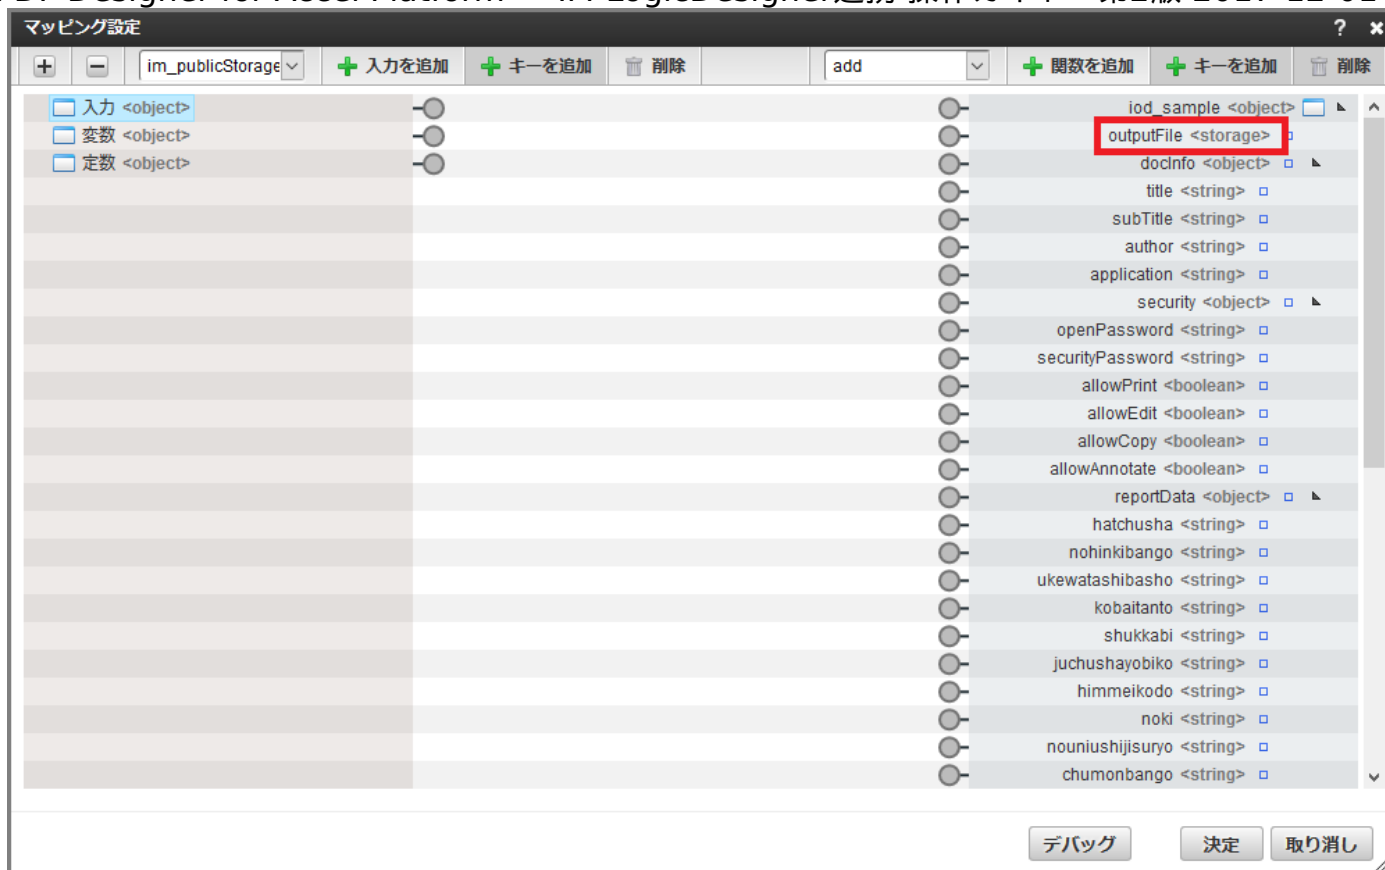 マッピング設定 ?
im_publicStorage 入力を追加 キーを追加 削除 add 関数を追加 キーを追加 削除
入力 <object> iod_sample <object>
変数 <object> outputFile <storage>
定数 <object> docInfo <object>
title <string>
subTitle <string>
author <string>
application <string>
security <object>
openPassword <string>
securityPassword <string>
allowPrint <boolean>
allowEdit <boolean>
allowCopy <boolean>
allowAnnotate <boolean>
reportData <object>
hatchusha <string>
nohinkibango <string>
ukewatashibasho <string>
kobaitanto <string>
shukkabi <string>
juchushayobiko <string>
himmeikodo <string>
noki <string>
nouniushijisuryo <string>
chumonbango <string>
デバッグ 決定 取り消し